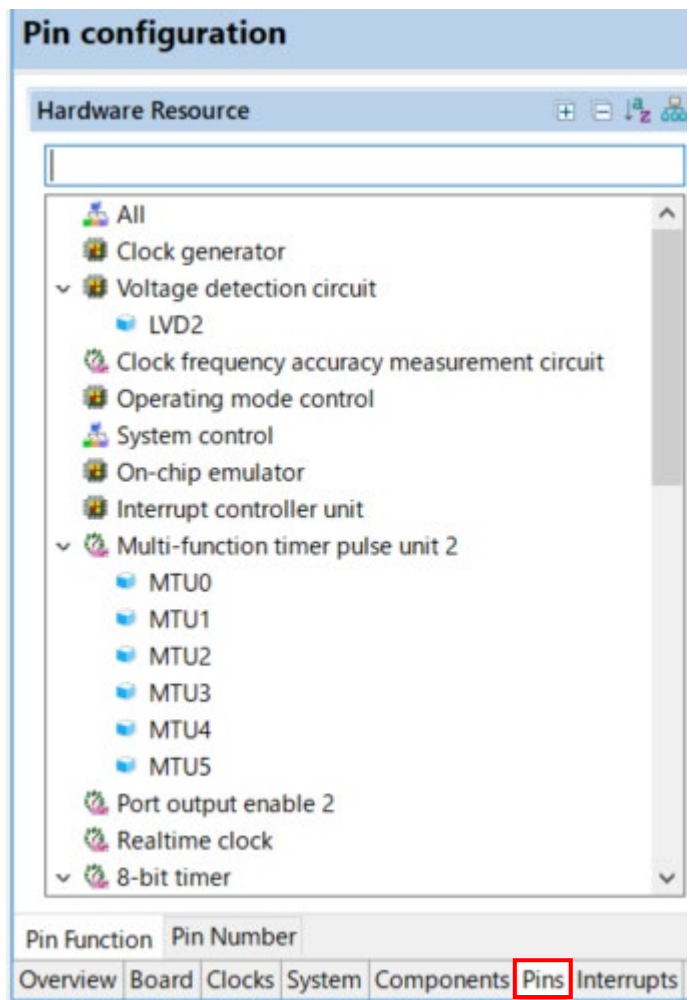 Pin configuration
Hardware Resource
All
Clock generator
Voltage detection circuit
LVD2
Clock frequency accuracy measurement circuit
Operating mode control
System control
On-chip emulator
Interrupt controller unit
Multi-function timer pulse unit 2
MTU0
MTU1
MTU2
MTU3
MTU4
MTU5
Port output enable 2
Realtime clock
8-bit timer
Pin Function Pin Number
Overview Board Clocks System Components Pins Interrupts